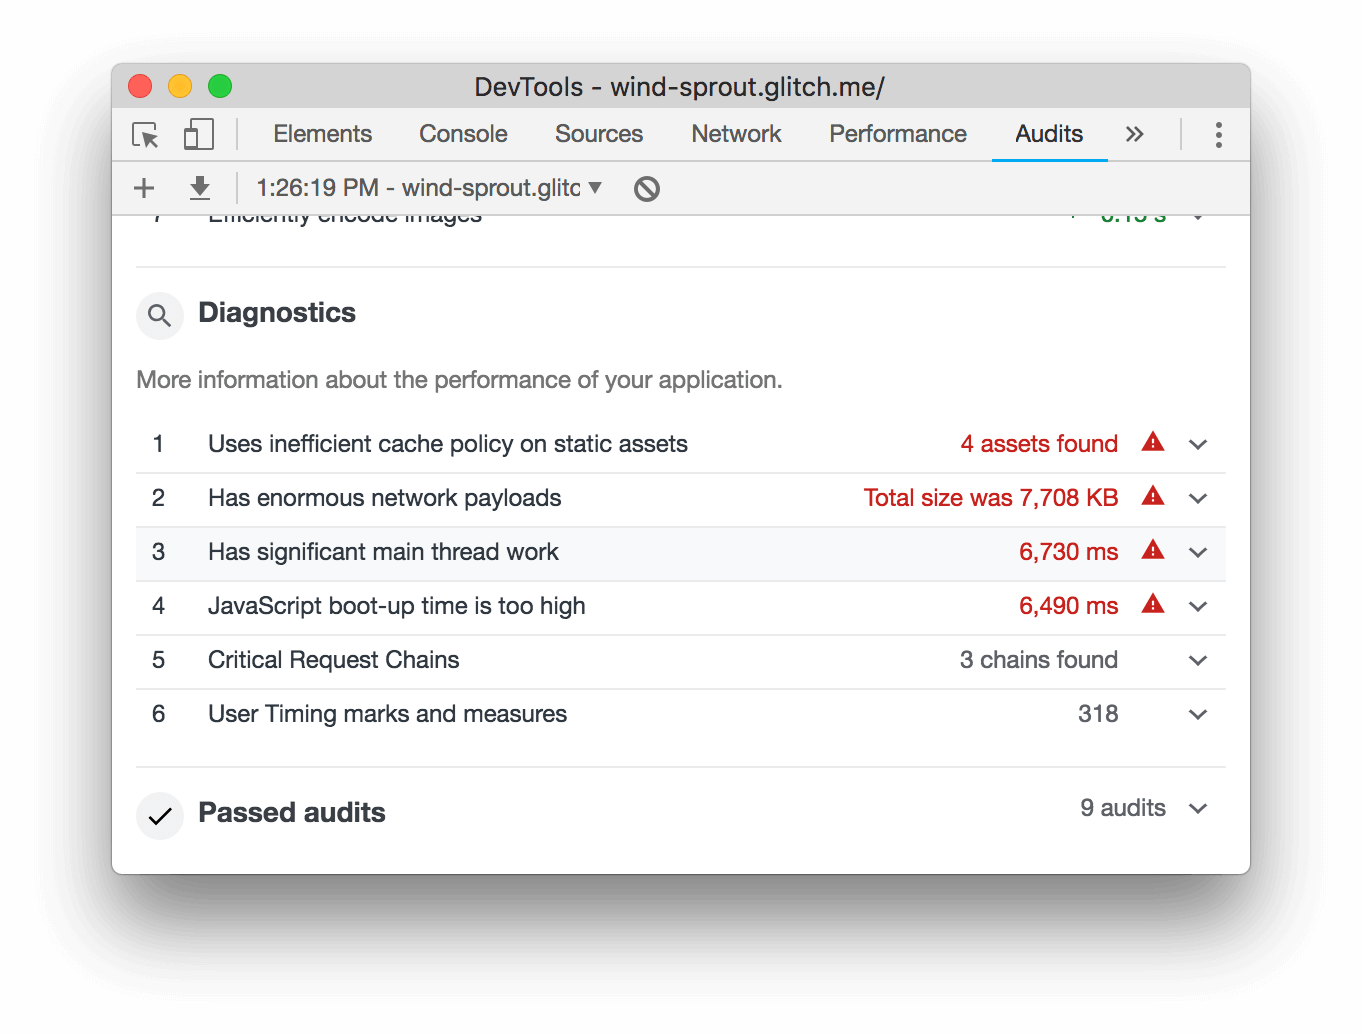 DevTools - wind-sprout.glitch.me/
Elements Console Sources Network Performance Audits
1:26:19 PM - wind-sprout.glitc
7 Efficiently encode images
Diagnostics
More information about the performance of your application.
1 Uses inefficient cache policy on static assets 4 assets found
2 Has enormous network payloads Total size was 7,708 KB
3 Has significant main thread work 6,730 ms
4 JavaScript boot-up time is too high 6,490 ms
5 Critical Request Chains 3 chains found
6 User Timing marks and measures 318
Passed audits 9 audits